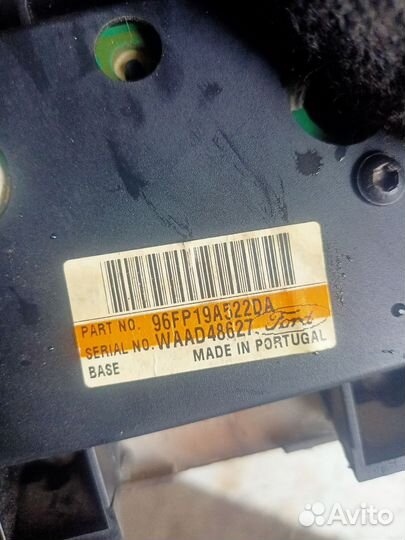 PART NO. 96FP19A522DA
SERIAL NO. WAAD48627 Ford
BASE MADE IN PORTUGAL
Avito